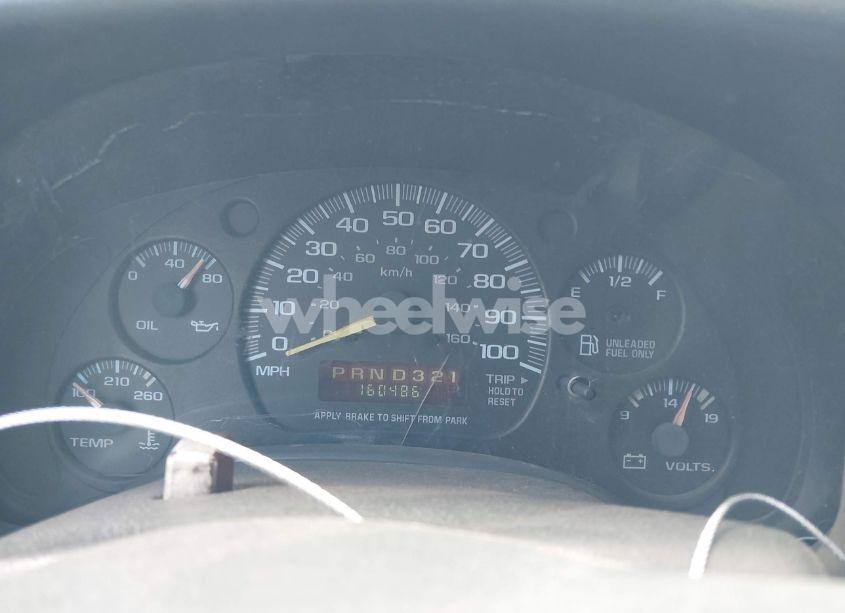 0 40 80
OIL
100 210 260
TEMP
0 10 20 30 40 50 60 70 80 90 100
MPH
20 40 60 80 100 120 140 160
km/h
wheelwise
PRND321
160486
TRIP ▸
HOLD TO
RESET
APPLY BRAKE TO SHIFT FROM PARK
E 1/2 F
UNLEADED
FUEL ONLY
9 14 19
VOLTS.